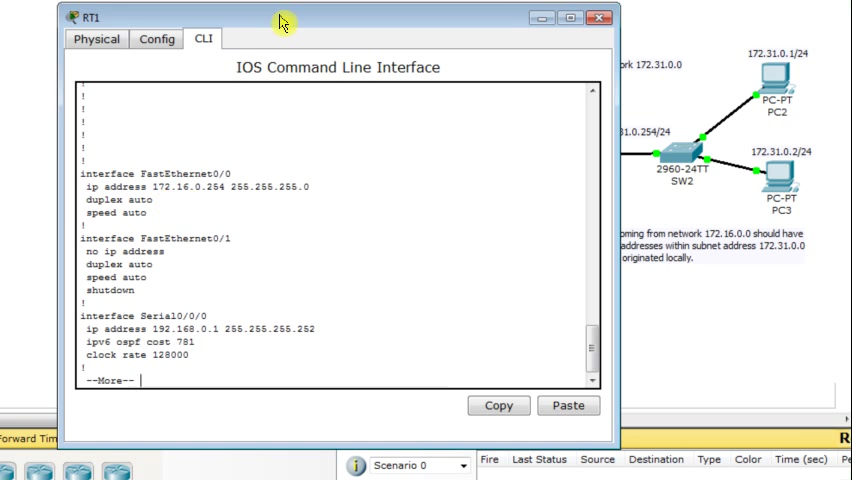 RT1
Physical
Config
CLI
IOS Command Line Interface
!
!
!
!
!
!
interface FastEthernet0/0
ip address 172.16.0.254 255.255.255.0
duplex auto
speed auto
!
interface FastEthernet0/1
no ip address
duplex auto
speed auto
shutdown
!
interface Serial0/0/0
ip address 192.168.0.1 255.255.255.252
ipv6 ospf cost 781
clock rate 128000
!
--More--
Copy
Paste
ork 172.31.0.0
172.31.0.1/24
PC-PT
PC2
31.0.254/24
2960-24TT
SW2
172.31.0.2/24
PC-PT
PC3
oming from network 172.16.0.0 should have
addresses within subnet address 172.31.0.0
originated locally.
Forward Tim
R
Scenario 0
Fire
Last Status
Source
Destination
Type
Color
Time (sec)
Pe